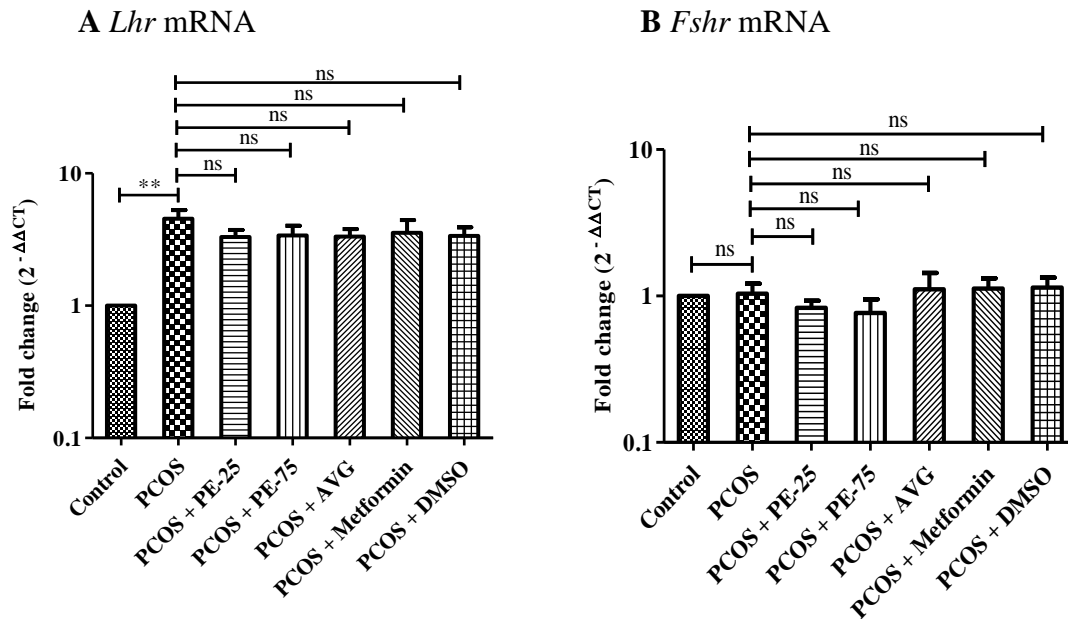 A Lhr mRNA
ns
ns
ns
ns
ns
**
10
1
0.1
Fold change (2 -ΔΔCT)
Control
PCOS
PCOS + PE-25
PCOS + PE-75
PCOS + AVG
PCOS + Metformin
PCOS + DMSO
B Fshr mRNA
ns
ns
ns
ns
ns
ns
10
1
0.1
Fold change (2 -ΔΔCT)
Control
PCOS
PCOS + PE-25
PCOS + PE-75
PCOS + AVG
PCOS + Metformin
PCOS + DMSO